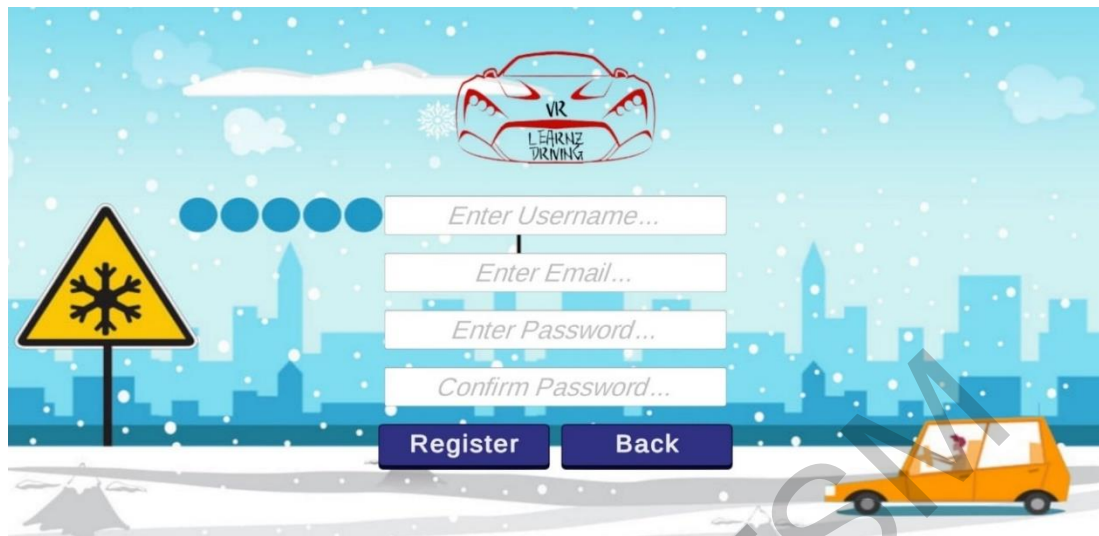 VR
LEARNZ
DRIVING
Enter Username...
Enter Email...
Enter Password...
Confirm Password...
Register Back